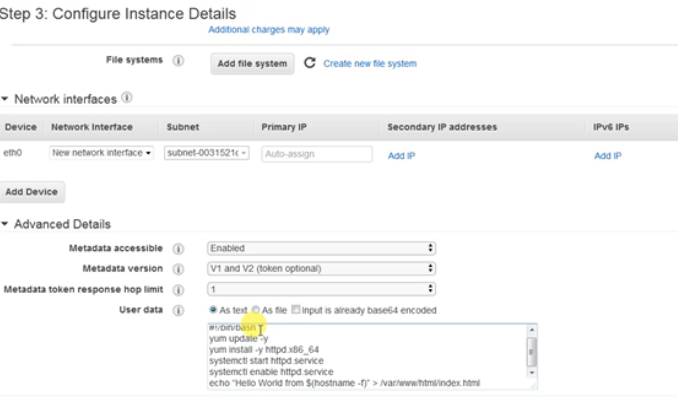 Step 3: Configure Instance Details
Additional charges may apply
File systems
Add file system
Create new file system
Network interfaces
Device Network Interface Subnet Primary IP Secondary IP addresses IPv6 IPs
eth0 New network interface subnet-0031521c Auto-assign Add IP Add IP
Add Device
Advanced Details
Metadata accessible Enabled
Metadata version V1 and V2 (token optional)
Metadata token response hop limit 1
User data As text As file Input is already base64 encoded
#!/bin/bash
yum update -y
yum install -y httpd.x86_64
systemctl start httpd.service
systemctl enable httpd.service
echo "Hello World from $(hostname -f)" > /var/www/html/index.html